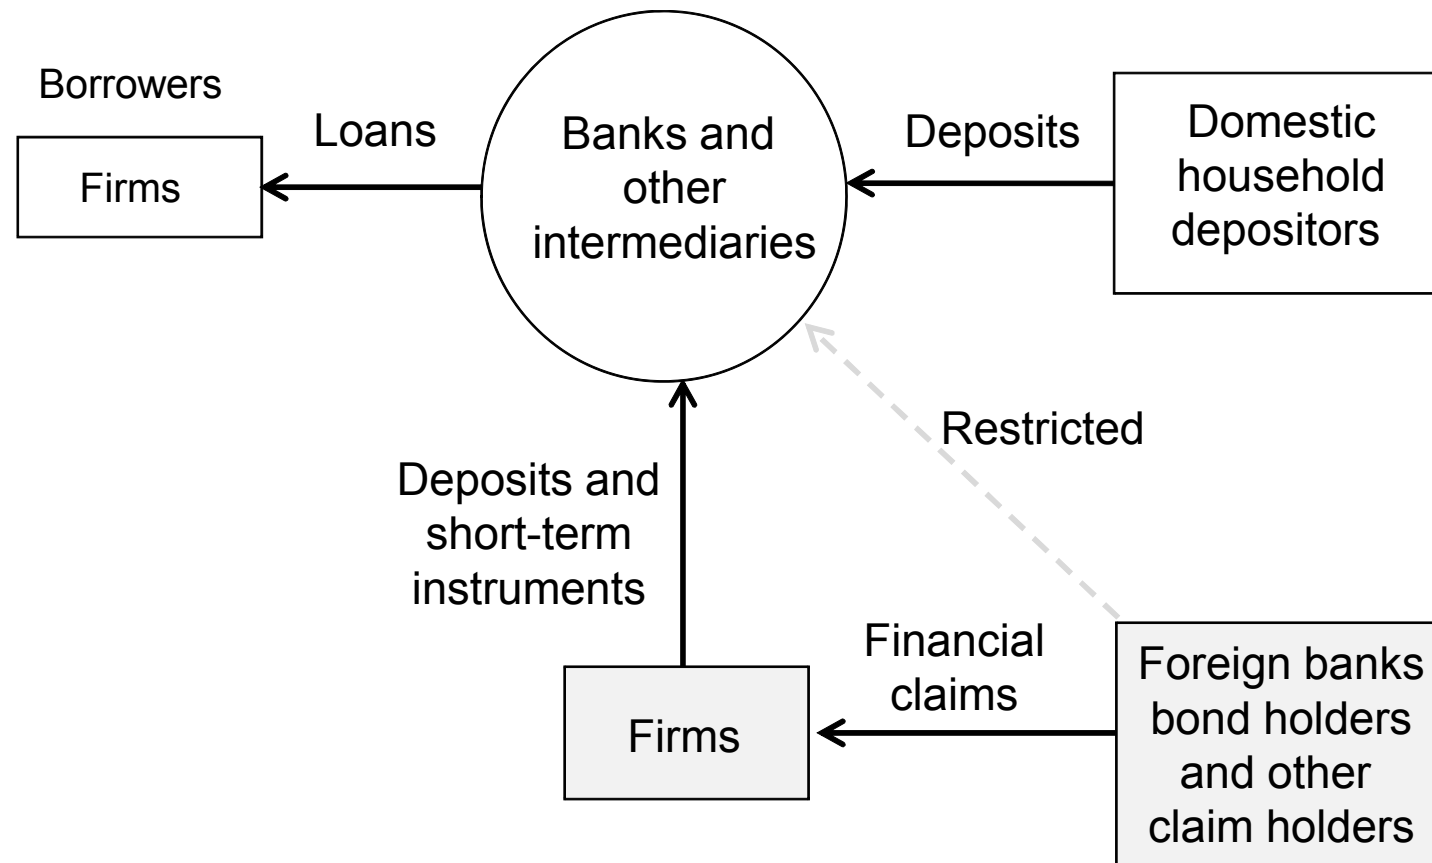 Borrowers
Firms
Loans
Banks and
other
intermediaries
Deposits
Domestic
household
depositors
Restricted
Deposits and
short-term
instruments
Firms
Financial
claims
Foreign banks
bond holders
and other
claim holders